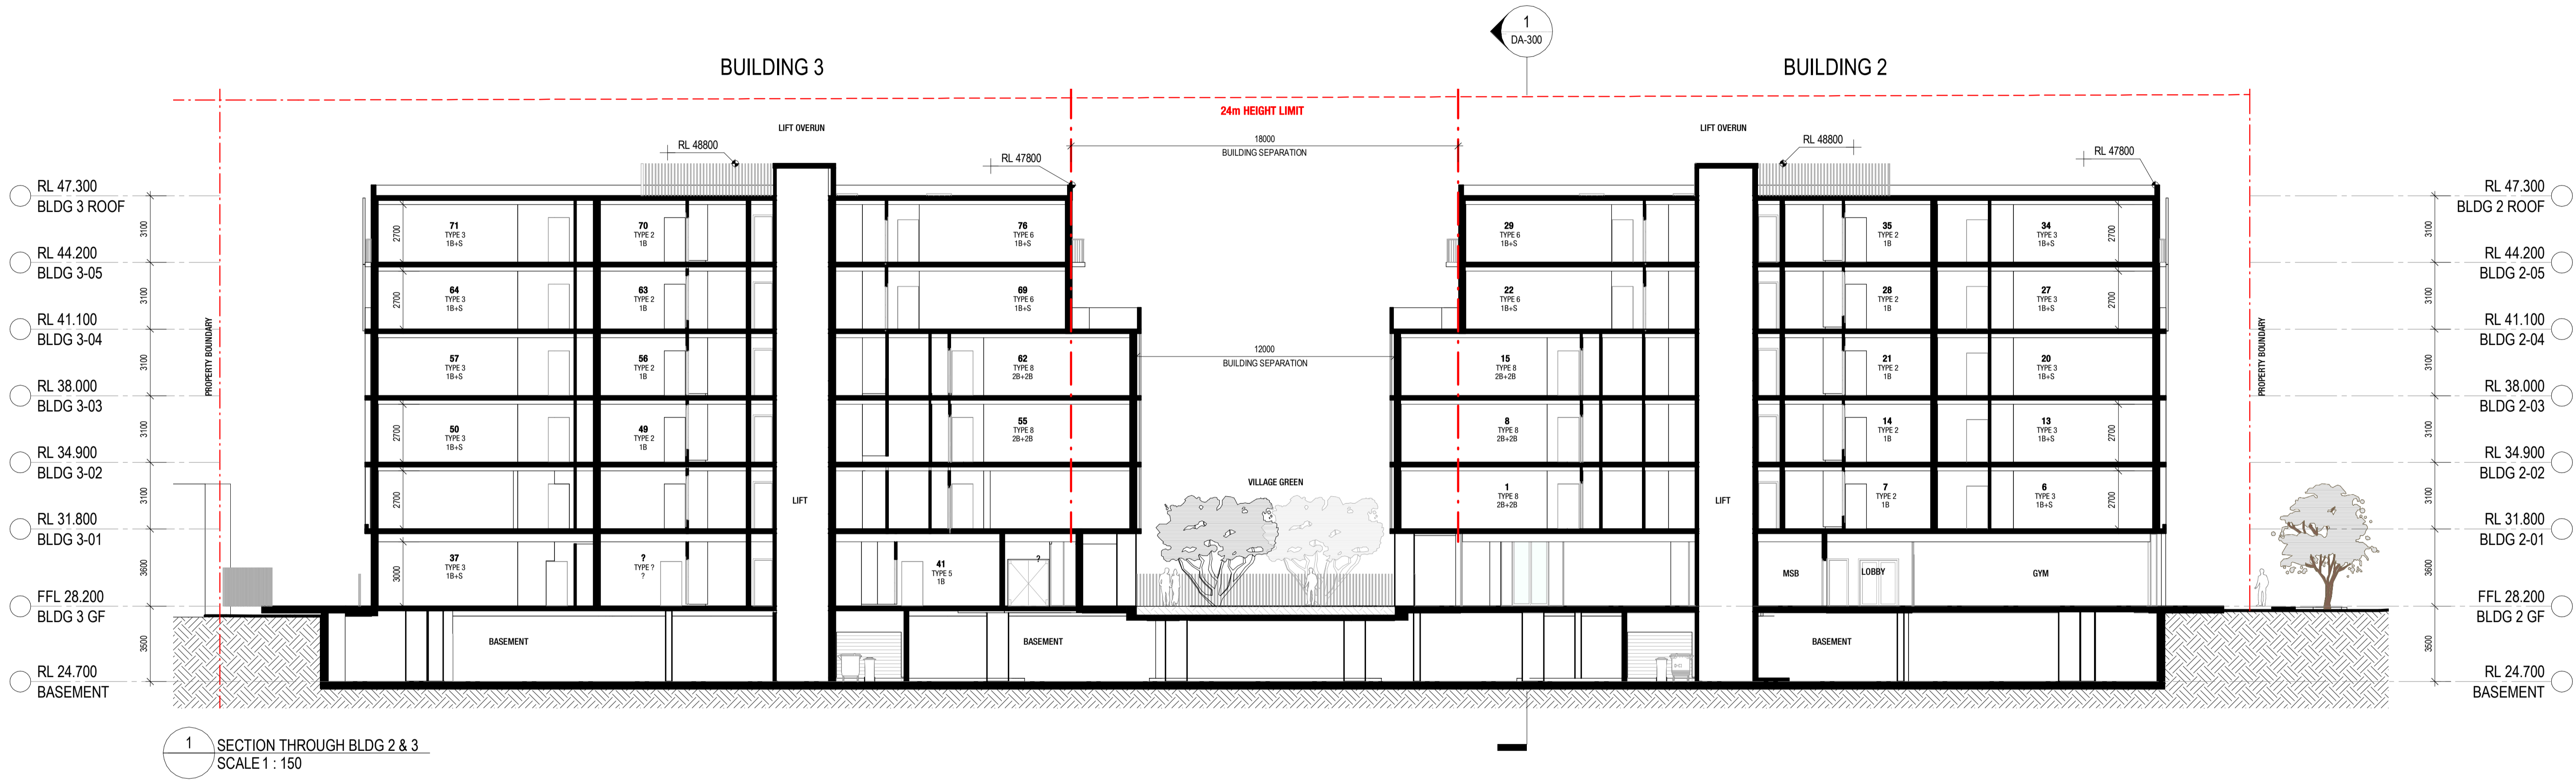 1
DA-300
BUILDING 3
BUILDING 2
24m HEIGHT LIMIT
LIFT OVERUN
LIFT OVERUN
18000
BUILDING SEPARATION
RL 48800
RL 47800
RL 48800
RL 47800
RL 47.300
BLDG 3 ROOF
3100
RL 44.200
BLDG 3-05
3100
RL 41.100
BLDG 3-04
3100
RL 38.000
BLDG 3-03
3100
RL 34.900
BLDG 3-02
3100
RL 31.800
BLDG 3-01
3600
FFL 28.200
BLDG 3 GF
3500
RL 24.700
BASEMENT
PROPERTY BOUNDARY
2700
71
TYPE 3
1B+S
70
TYPE 2
1B
76
TYPE 6
1B+S
29
TYPE 6
1B+S
35
TYPE 2
1B
34
TYPE 3
1B+S
2700
2700
64
TYPE 3
1B+S
63
TYPE 2
1B
69
TYPE 6
1B+S
22
TYPE 6
1B+S
28
TYPE 2
1B
27
TYPE 3
1B+S
2700
57
TYPE 3
1B+S
56
TYPE 2
1B
62
TYPE 8
2B+2B
12000
BUILDING SEPARATION
15
TYPE 8
2B+2B
21
TYPE 2
1B
20
TYPE 3
1B+S
2700
50
TYPE 3
1B+S
49
TYPE 2
1B
55
TYPE 8
2B+2B
8
TYPE 8
2B+2B
14
TYPE 2
1B
13
TYPE 3
1B+S
2700
2700
LIFT
VILLAGE GREEN
1
TYPE 8
2B+2B
LIFT
7
TYPE 2
1B
6
TYPE 3
1B+S
2700
3000
37
TYPE 3
1B+S
?
TYPE ?
?
41
TYPE 5
1B
?
MSB
LOBBY
GYM
BASEMENT
BASEMENT
BASEMENT
PROPERTY BOUNDARY
RL 47.300
BLDG 2 ROOF
3100
RL 44.200
BLDG 2-05
3100
RL 41.100
BLDG 2-04
3100
RL 38.000
BLDG 2-03
3100
RL 34.900
BLDG 2-02
3100
RL 31.800
BLDG 2-01
3600
FFL 28.200
BLDG 2 GF
3500
RL 24.700
BASEMENT
1
SECTION THROUGH BLDG 2 & 3
SCALE 1 : 150